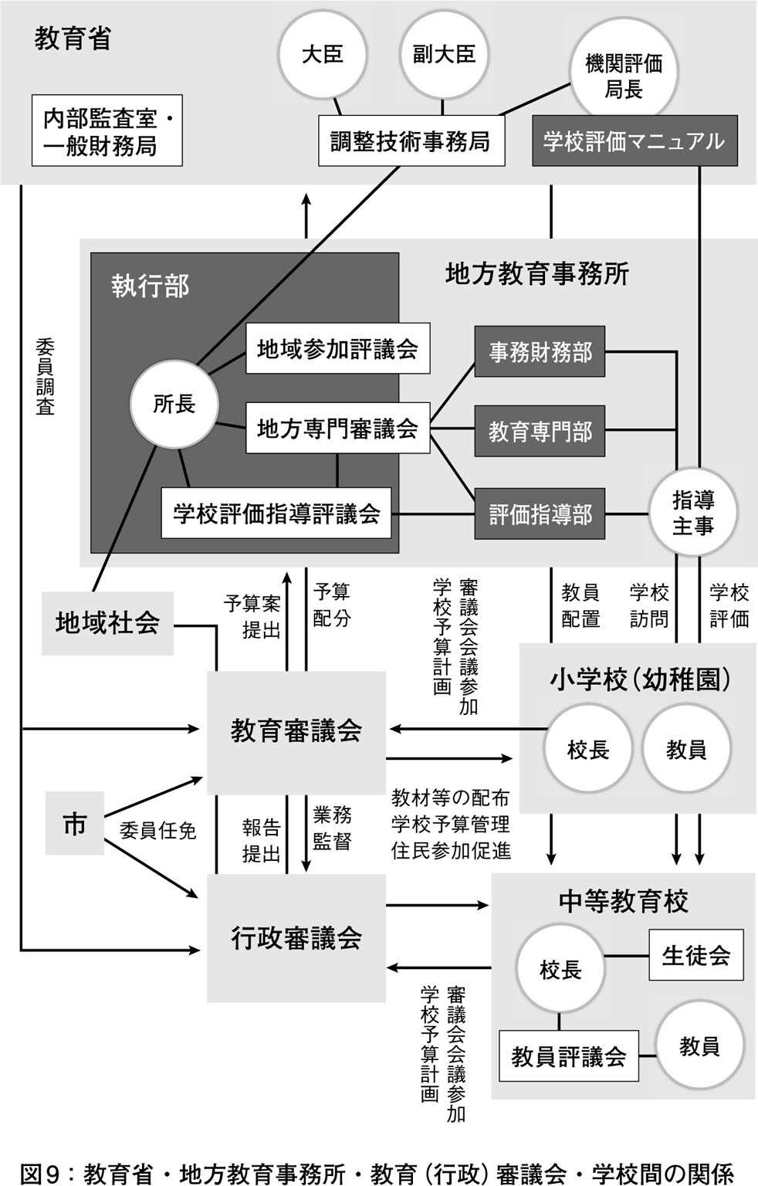 教育省
大臣
副大臣
機関評価
局長
内部監査室・
一般財務局
調整技術事務局
学校評価マニュアル
執行部
地方教育事務所
委員調査
地域参加評議会
事務財務部
所長
地方専門審議会
教育専門部
学校評価指導評議会
評価指導部
指導
主事
地域社会
予算案
提出
予算
配分
審議会会議参加
学校予算計画
教員
配置
学校
訪問
学校
評価
小学校(幼稚園)
教育審議会
校長
教員
市
委員任免
報告
提出
業務
監督
教材等の配布
学校予算管理
住民参加促進
行政審議会
中等教育校
校長
生徒会
審議会会議参加
学校予算計画
教員評議会
教員
図9:教育省・地方教育事務所・教育(行政)審議会・学校間の関係